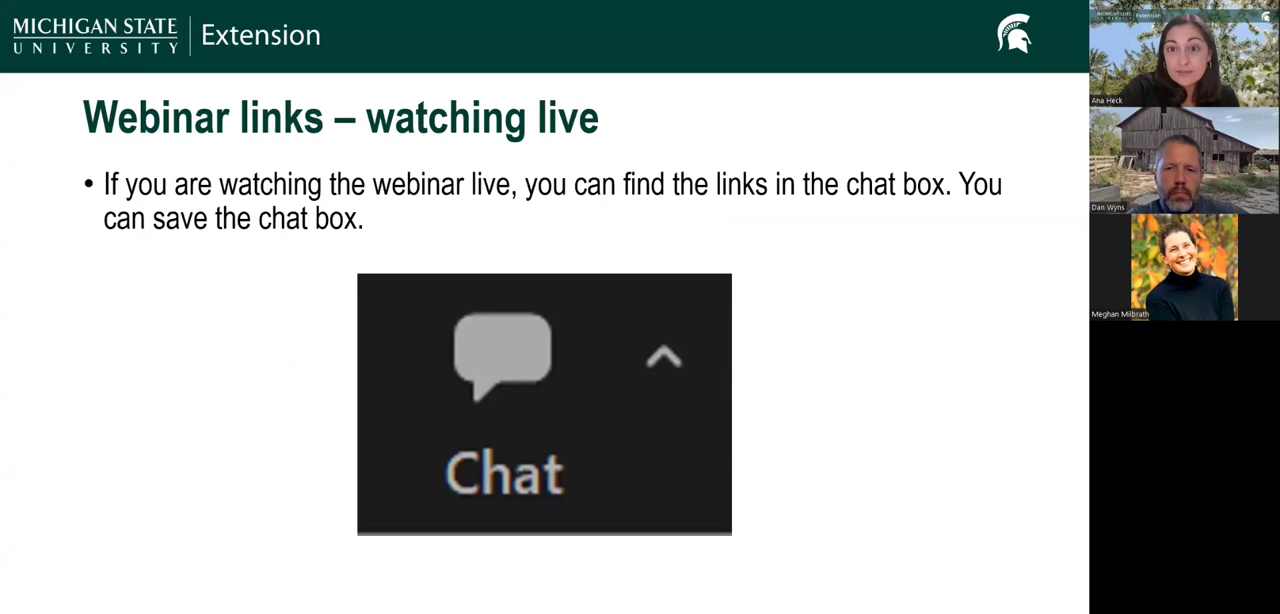 MICHIGAN STATE
UNIVERSITY
Extension
Webinar links – watching live
• If you are watching the webinar live, you can find the links in the chat box. You
can save the chat box.
Chat
Extension
Ana Heck
Dan Wyns
Meghan Milbrath